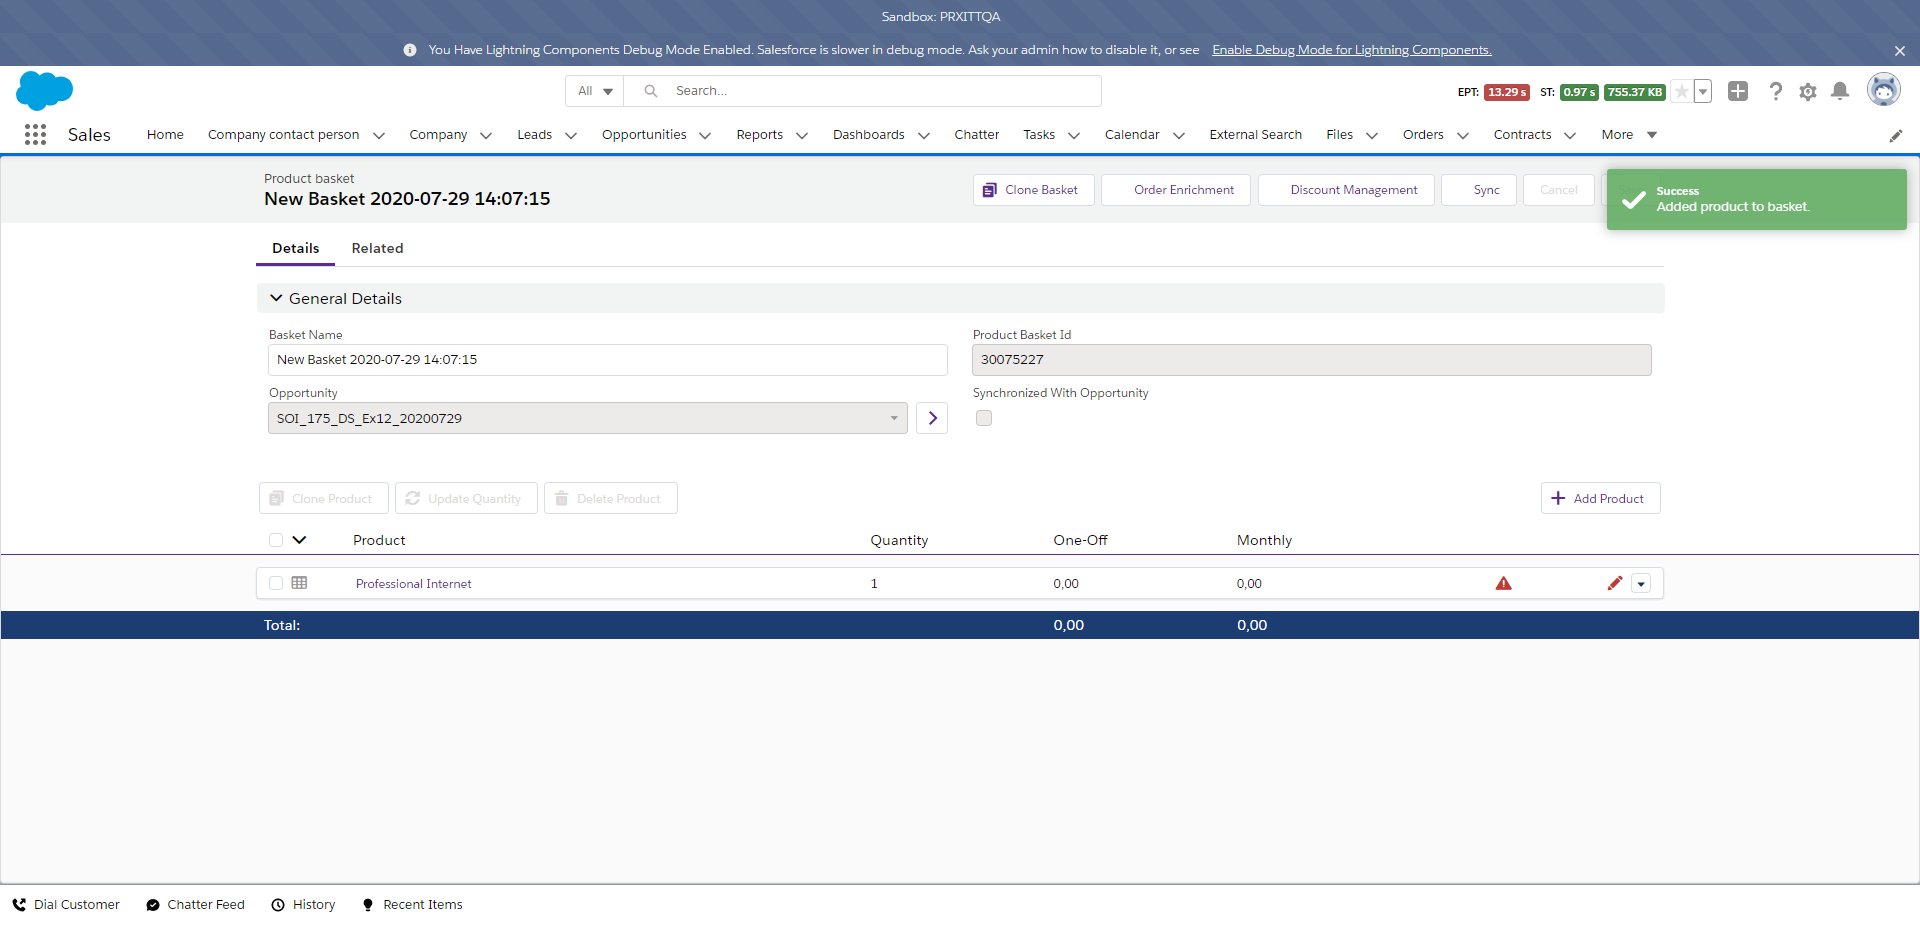 Sandbox: PRXITTQA
You Have Lightning Components Debug Mode Enabled. Salesforce is slower in debug mode. Ask your admin how to disable it, or see Enable Debug Mode for Lightning Components.
All Search... EPT: 13.29 s ST: 0.97 s 755.37 KB
Sales Home Company contact person Company Leads Opportunities Reports Dashboards Chatter Tasks Calendar External Search Files Orders Contracts More
Product basket
New Basket 2020-07-29 14:07:15
Clone Basket Order Enrichment Discount Management Sync Cancel
Success
Added product to basket.
Details Related
General Details
Basket Name
New Basket 2020-07-29 14:07:15
Product Basket Id
30075227
Opportunity
SOI_175_DS_Ex12_20200729
Synchronized With Opportunity
Clone Product Update Quantity Delete Product Add Product
Product Quantity One-Off Monthly
Professional Internet 1 0,00 0,00
Total: 0,00 0,00
Dial Customer Chatter Feed History Recent Items